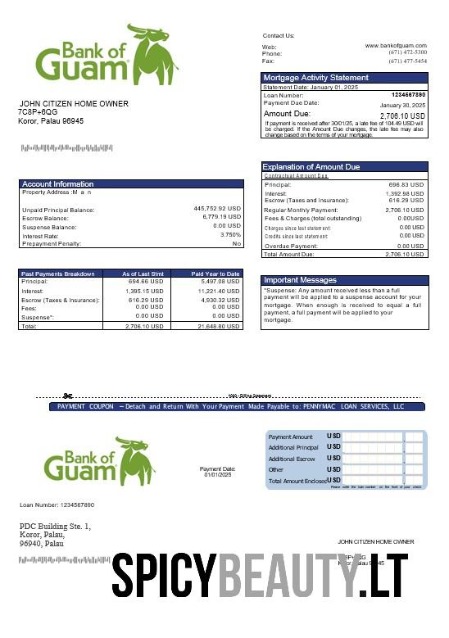 Bank of
Guam
Contact Us:
Web: www.bankofguam.com
Phone: (671) 472-5300
Fax: (671) 477-5454
Mortgage Activity Statement
Statement Date: January 01, 2025
Loan Number: 1234567890
Payment Due Date: January 30, 2025
Amount Due: 2,706.10 USD
If payment is received after 30/01/25, a late fee of 104.49 USD will
be charged. If the Amount Due changes, the late fee may also
change based on the terms of your mortgage.
JOHN CITIZEN HOME OWNER
7C8P+6QG
Koror, Palau 96945
Account Information
Property Address: M a n
Unpaid Principal Balance: 445,752.92 USD
Escrow Balance: 6,779.19 USD
Suspense Balance: 0.00 USD
Interest Rate: 3.750%
Prepayment Penalty: No
Explanation of Amount Due
Contractual Amount Due
Principal: 696.83 USD
Interest: 1,392.98 USD
Escrow (Taxes and Insurance): 616.29 USD
Regular Monthly Payment: 2,706.10 USD
Fees & Charges (total outstanding) 0.00USD
Charges since last statement 0.00 USD
Credits since last statement 0.00 USD
Overdue Payment: 0.00 USD
Total Amount Due: 2,706.10 USD
Past Payments Breakdown As of Last Stmt Paid Year to Date
Principal: 694.66 USD 5,497.08 USD
Interest: 1,395.15 USD 11,221.40 USD
Escrow (Taxes & Insurance): 616.29 USD 4,930.32 USD
Fees: 0.00 USD 0.00 USD
Suspense*: 0.00 USD 0.00 USD
Total: 2,706.10 USD 21,648.80 USD
Important Messages
*Suspense: Any amount received less than a full
payment will be applied to a suspense account for your
mortgage. When enough is received to equal a full
payment, a full payment will be applied to your
mortgage.
PAYMENT COUPON – Detach and Return With Your Payment Made Payable to: PENNYMAC LOAN SERVICES, LLC
Bank of
Guam
Payment Date:
01/01/2025
Payment Amount USD
Additional Principal USD
Additional Escrow USD
Other USD
Total Amount Enclosed USD
Loan Number: 1234567890
PDC Building Ste. 1,
Koror, Palau,
96940, Palau
JOHN CITIZEN HOME OWNER
SPICYBEAUTY.LT